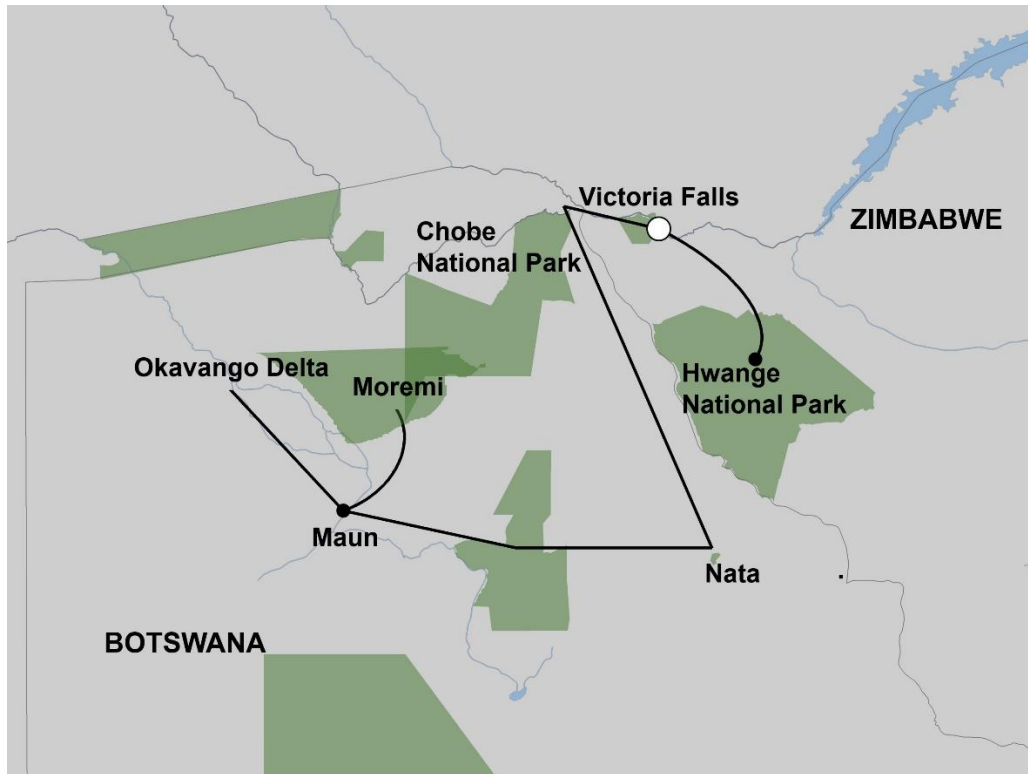 Victoria Falls
ZIMBABWE
Chobe
National Park
Okavango Delta
Moremi
Hwange
National Park
Maun
Nata
BOTSWANA